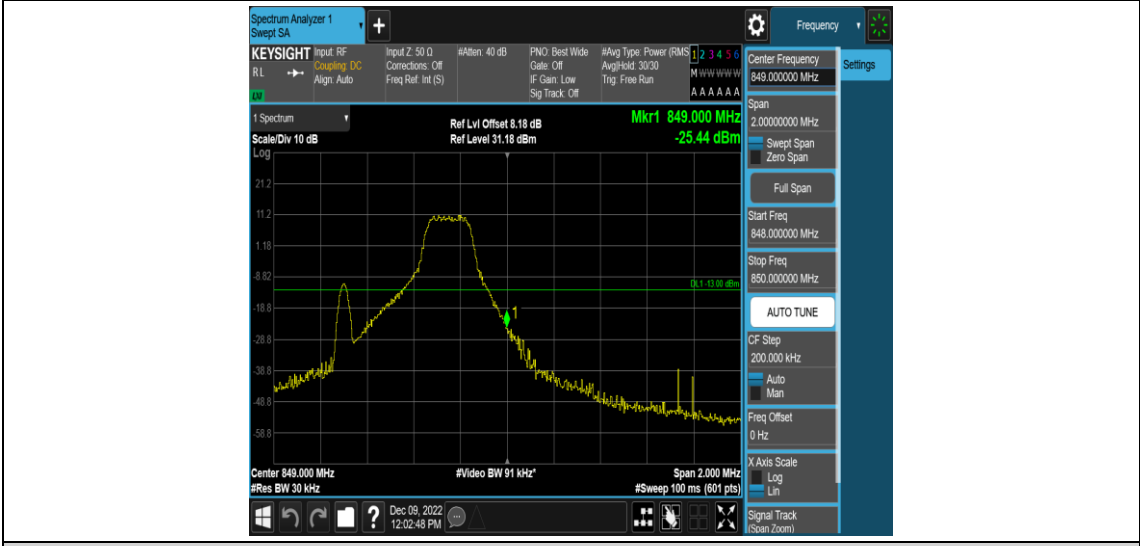 Spectrum Analyzer 1
Swept SA
+
Frequency
KEYSIGHT
RL
Input: RF
Coupling: DC
Align: Auto
Input Z: 50 Ω
Corrections: Off
Freq Ref: Int (S)
#Atten: 40 dB
PNO: Best Wide
Gate: Off
IF Gain: Low
Sig Track: Off
#Avg Type: Power (RMS
Avg|Hold: 30/30
Trig: Free Run
1 2 3 4 5 6
M W W W W W
A A A A A A
1 Spectrum
Scale/Div 10 dB
Log
Ref Lvl Offset 8.18 dB
Ref Level 31.18 dBm
Mkr1 849.000 MHz
-25.44 dBm
21.2
11.2
1.18
-8.82
-18.8
-28.8
-38.8
-48.8
-58.8
DL1 -13.00 dBm
1
Center 849.000 MHz
#Res BW 30 kHz
#Video BW 91 kHz*
Span 2.000 MHz
#Sweep 100 ms (601 pts)
Dec 09, 2022
12:02:48 PM
?
Center Frequency
849.000000 MHz
Settings
Span
2.00000000 MHz
Swept Span
Zero Span
Full Span
Start Freq
848.000000 MHz
Stop Freq
850.000000 MHz
AUTO TUNE
CF Step
200.000 kHz
Auto
Man
Freq Offset
0 Hz
X Axis Scale
Log
Lin
Signal Track
(Span Zoom)